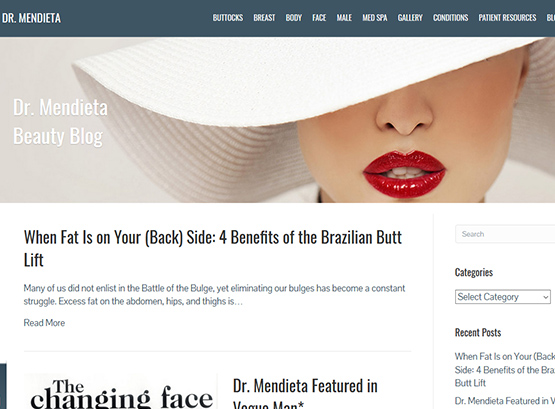 DR. MENDIETA
BUTTOCKS BREAST BODY FACE MALE MED SPA GALLERY CONDITIONS PATIENT RESOURCES
Dr. Mendieta
Beauty Blog
When Fat Is on Your (Back) Side: 4 Benefits of the Brazilian Butt
Lift
Many of us did not enlist in the Battle of the Bulge, yet eliminating our bulges has become a constant
struggle. Excess fat on the abdomen, hips, and thighs is…
Read More
The
changing face
Dr. Mendieta Featured in
Vogue Man*
Search
Categories
Select Category
Recent Posts
When Fat Is on Your (Back)
Side: 4 Benefits of the
Butt Lift
Dr. Mendieta Featured in